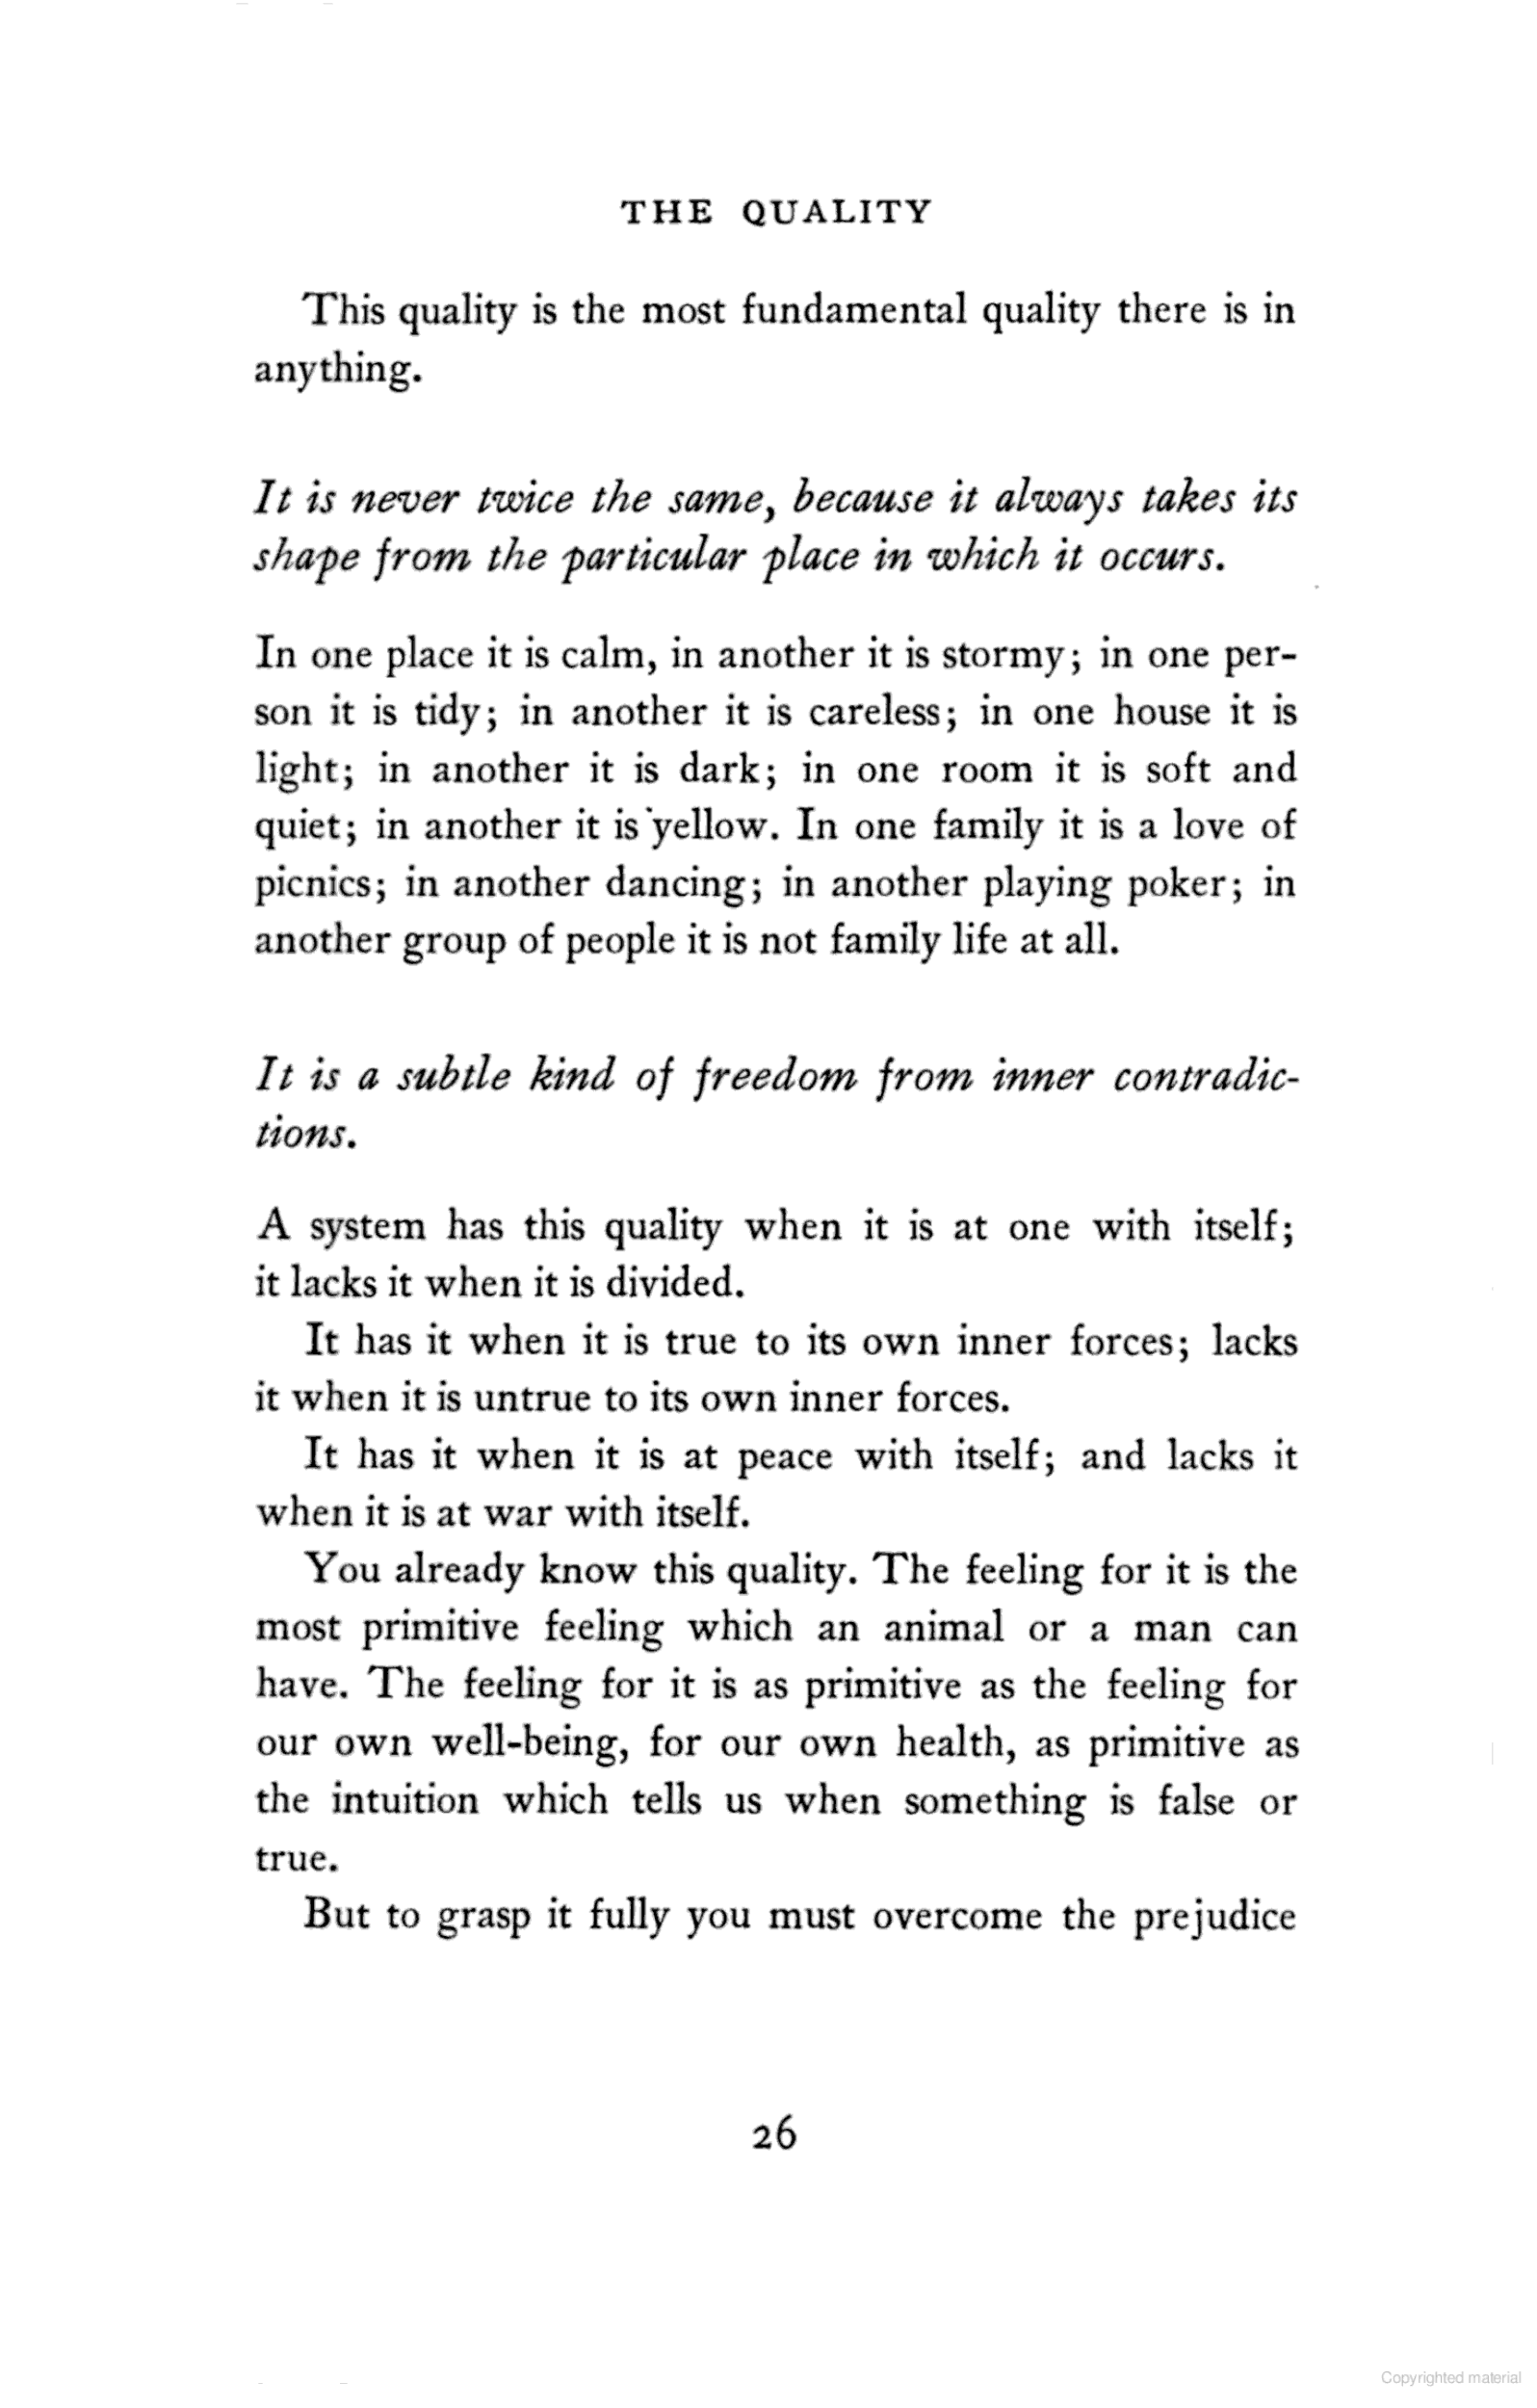 THE QUALITY
This quality is the most fundamental quality there is in
anything.
It is never twice the same, because it always takes its
shape from the particular place in which it occurs.
In one place it is calm, in another it is stormy; in one per-
son it is tidy; in another it is careless; in one house it is
light; in another it is dark; in one room it is soft and
quiet; in another it is yellow. In one family it is a love of
picnics; in another dancing; in another playing poker; in
another group of people it is not family life at all.
It is a subtle kind of freedom from inner contradic-
tions.
A system has this quality when it is at one with itself;
it lacks it when it is divided.
It has it when it is true to its own inner forces; lacks
it when it is untrue to its own inner forces.
It has it when it is at peace with itself; and lacks it
when it is at war with itself.
You already know this quality. The feeling for it is the
most primitive feeling which an animal or a man can
have. The feeling for it is as primitive as the feeling for
our own well-being, for our own health, as primitive as
the intuition which tells us when something is false or
true.
But to grasp it fully you must overcome the prejudice
26
Copyrighted material